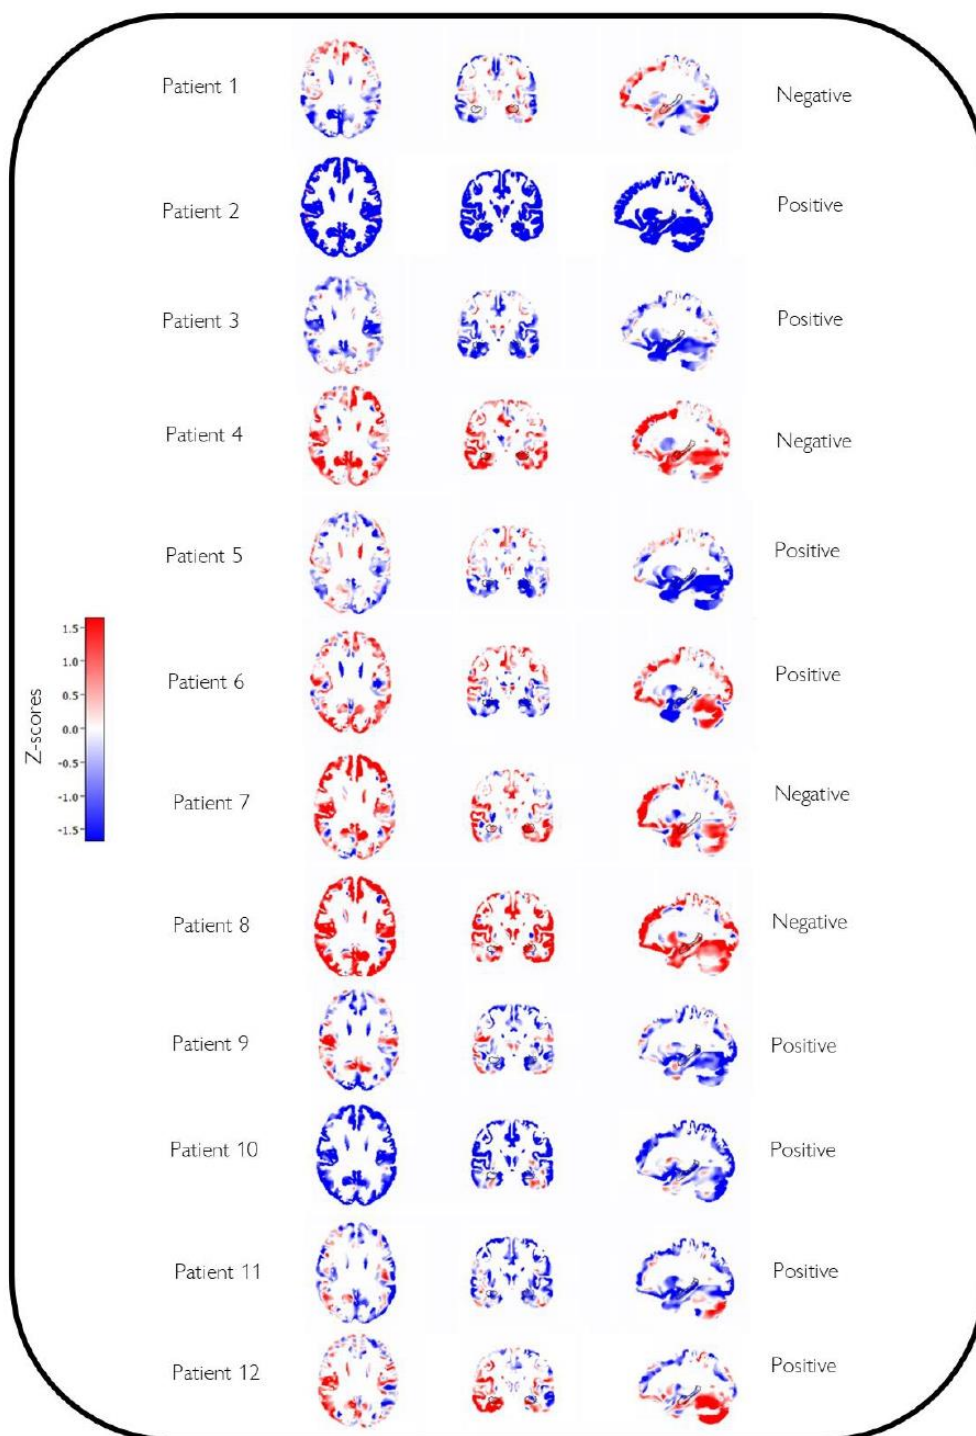 Patient 1 Negative
Patient 2 Positive
Patient 3 Positive
Patient 4 Negative
Patient 5 Positive
Z-scores
1.5
1.0
0.5
0.0
-0.5
-1.0
-1.5
Patient 6 Positive
Patient 7 Negative
Patient 8 Negative
Patient 9 Positive
Patient 10 Positive
Patient 11 Positive
Patient 12 Positive